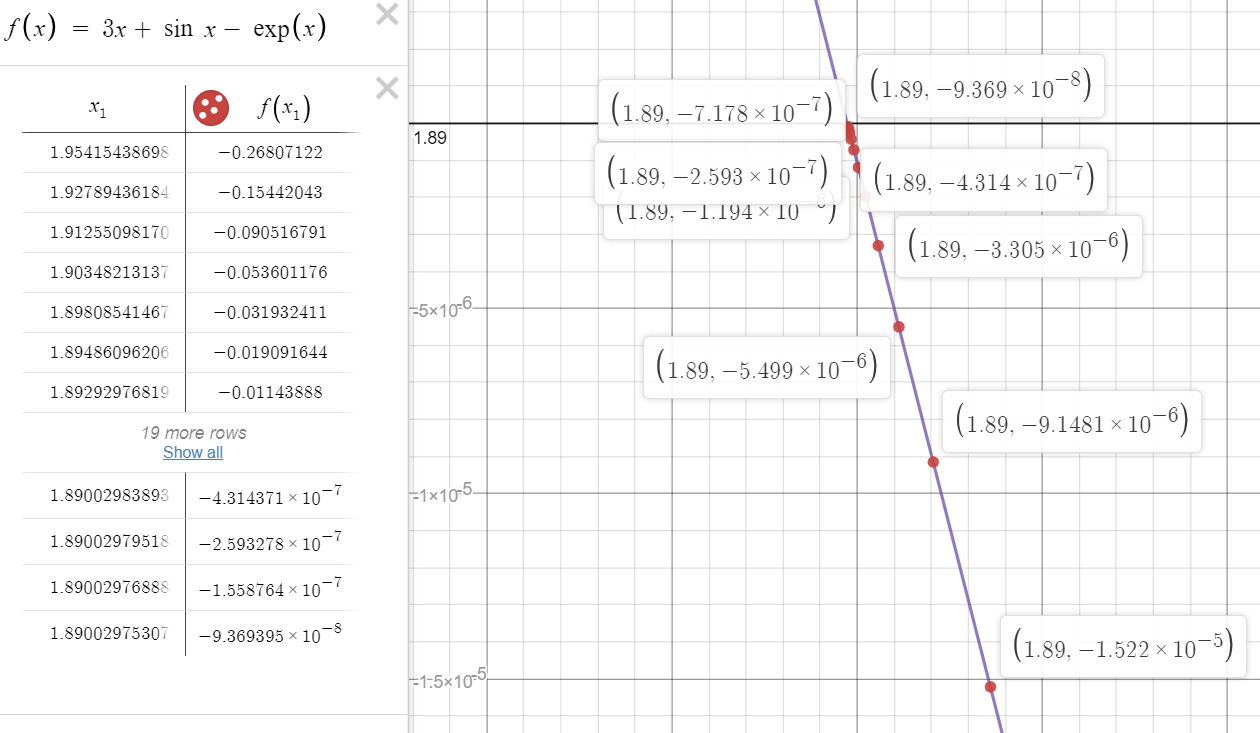 f(x) = 3x + sin x − exp(x)
x₁ f(x₁)
1.95415438698 −0.26807122
1.92789436184 −0.15442043
1.91255098170 −0.090516791
1.90348213137 −0.053601176
1.89808541467 −0.031932411
1.89486096206 −0.019091644
1.89292976819 −0.01143888
19 more rows
Show all
1.89002983893 −4.314371 × 10⁻⁷
1.89002979518 −2.593278 × 10⁻⁷
1.89002976888 −1.558764 × 10⁻⁷
1.89002975307 −9.369395 × 10⁻⁸
(1.89, −9.369 × 10⁻⁸)
(1.89, −7.178 × 10⁻⁷)
1.89
(1.89, −2.593 × 10⁻⁷)
(1.89, −4.314 × 10⁻⁷)
(1.89, −1.194 × 10⁻⁶)
(1.89, −3.305 × 10⁻⁶)
−5×10⁻⁶
(1.89, −5.499 × 10⁻⁶)
(1.89, −9.1481 × 10⁻⁶)
−1×10⁻⁵
(1.89, −1.522 × 10⁻⁵)
−1.5×10⁻⁵